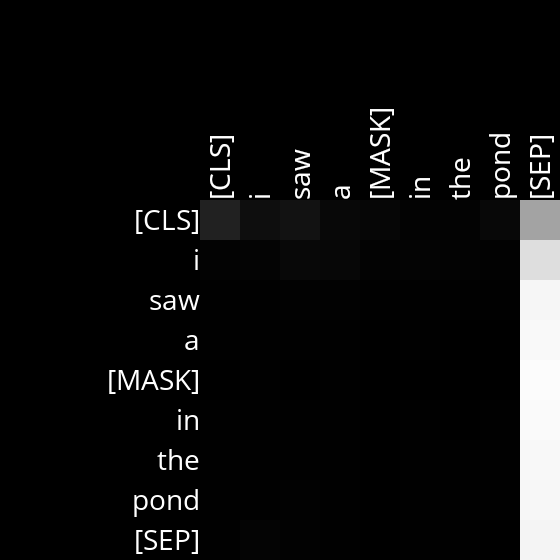 [CLS] i saw a [MASK] in the pond [SEP]
[CLS]
i
saw
a
[MASK]
in
the
pond
[SEP]